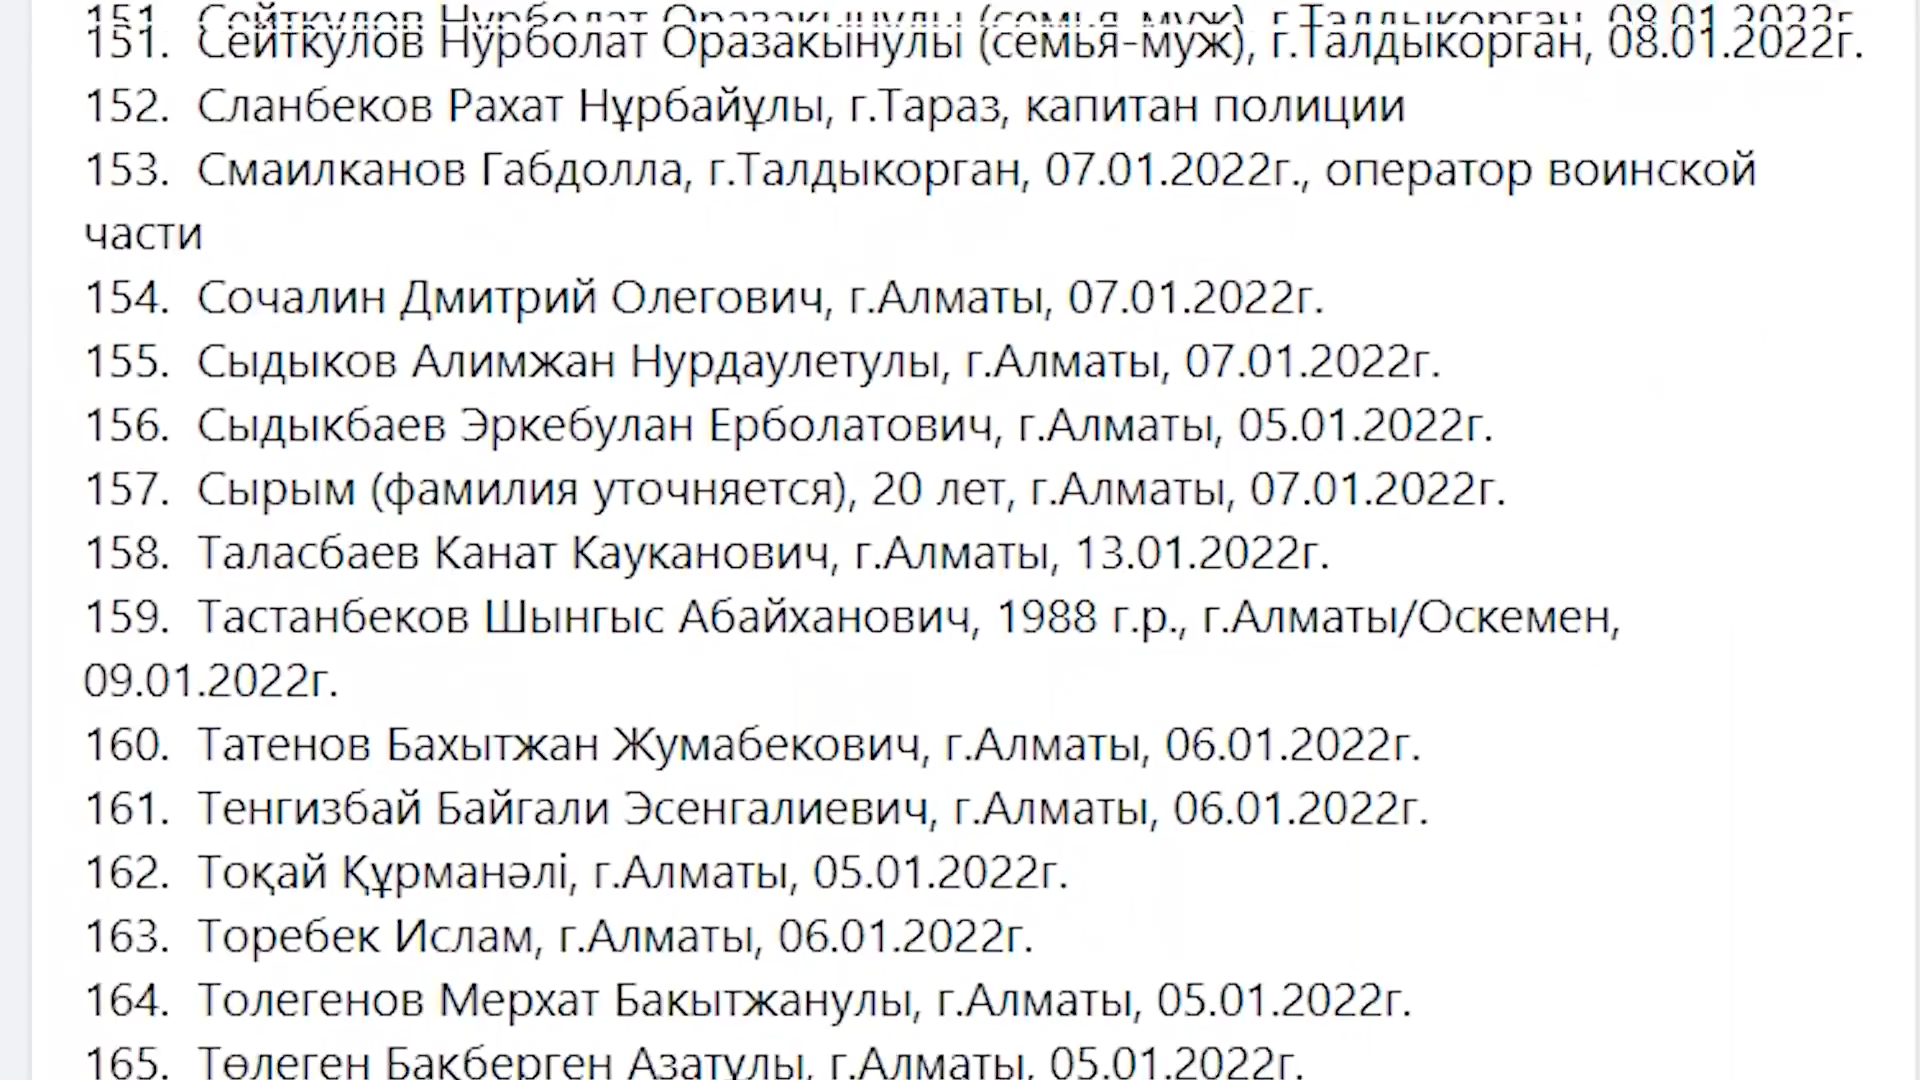 151. Сейткулов Нурболат Оразакынулы (семья-муж), г.Талдыкорган, 08.01.2022г.
152. Сланбеков Рахат Нұрбайұлы, г.Тараз, капитан полиции
153. Смаилканов Габдолла, г.Талдыкорган, 07.01.2022г., оператор воинской
части
154. Сочалин Дмитрий Олегович, г.Алматы, 07.01.2022г.
155. Сыдыков Алимжан Нурдаулетулы, г.Алматы, 07.01.2022г.
156. Сыдыкбаев Эркебулан Ерболатович, г.Алматы, 05.01.2022г.
157. Сырым (фамилия уточняется), 20 лет, г.Алматы, 07.01.2022г.
158. Таласбаев Канат Кауканович, г.Алматы, 13.01.2022г.
159. Тастанбеков Шынгыс Абайханович, 1988 г.р., г.Алматы/Оскемен,
09.01.2022г.
160. Татенов Бахытжан Жумабекович, г.Алматы, 06.01.2022г.
161. Тенгизбай Байгали Эсенгалиевич, г.Алматы, 06.01.2022г.
162. Тоқай Құрманәлі, г.Алматы, 05.01.2022г.
163. Торебек Ислам, г.Алматы, 06.01.2022г.
164. Толегенов Мерхат Бакытжанулы, г.Алматы, 05.01.2022г.
165. Төлеген Бакберген Азатулы, г.Алматы, 05.01.2022г.